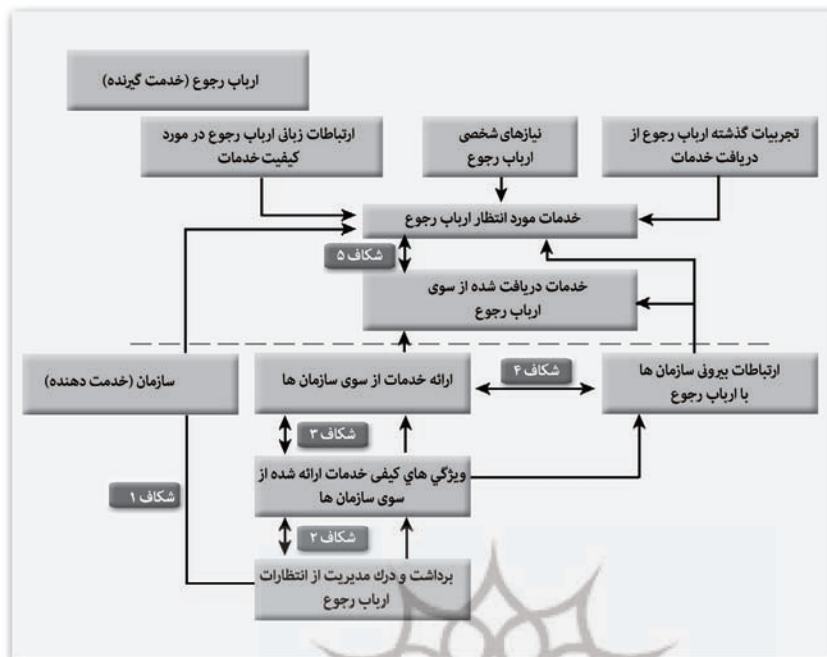 ارباب رجوع (خدمت گیرنده)
تجربیات گذشته ارباب رجوع از
دریافت خدمات
نیازهای شخصی
ارباب رجوع
ارتباطات زبانی ارباب رجوع در مورد
کیفیت خدمات
خدمات مورد انتظار ارباب رجوع
شکاف ۵
خدمات دریافت شده از سوی
ارباب رجوع
ارتباطات بیرونی سازمان ها
با ارباب رجوع
شکاف ۴
ارائه خدمات از سوی سازمان ها
سازمان (خدمت دهنده)
شکاف ۳
ویژگي هاي کیفی خدمات ارائه شده از
سوی سازمان ها
شکاف ۱
شکاف ۲
برداشت و درك مدیریت از انتظارات
ارباب رجوع